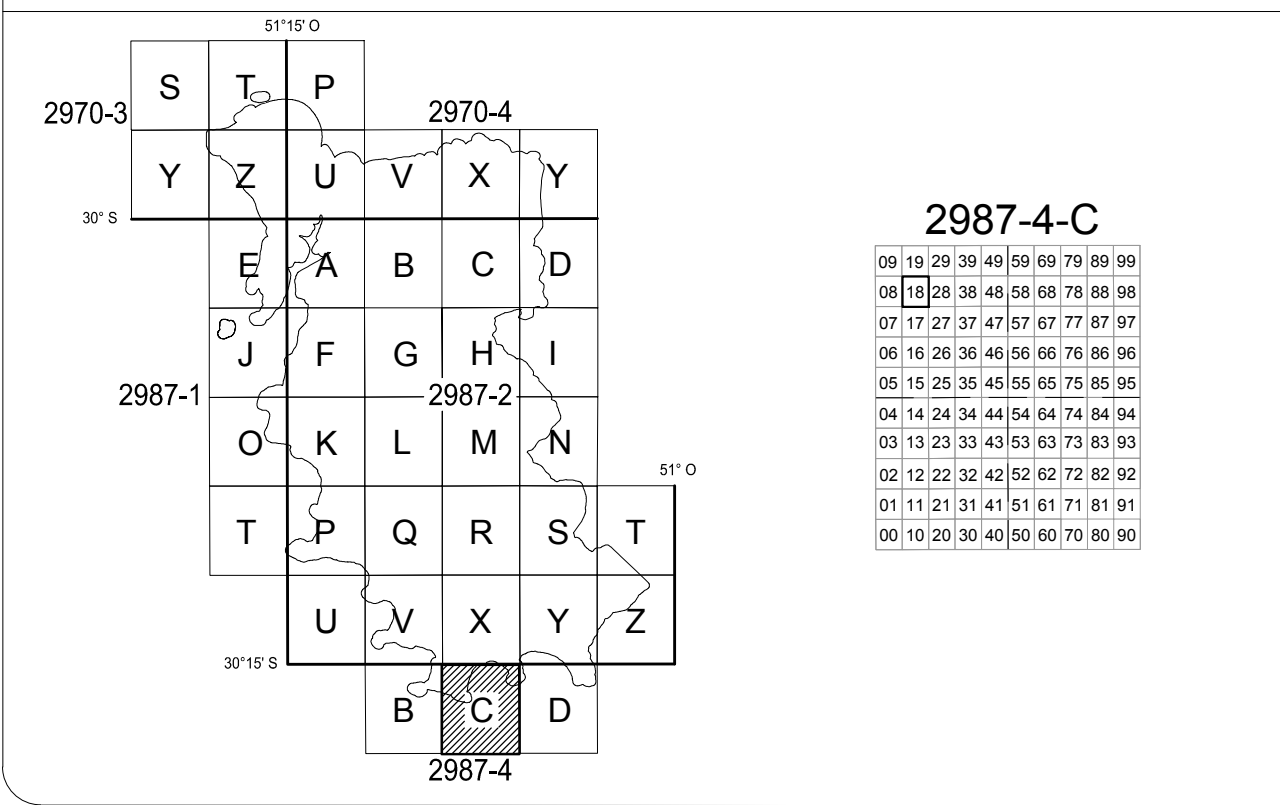 51°15' O
S T P
2970-3
2970-4
Y Z U V X Y
30° S
E A B C D
J F G H I
2987-1
2987-2
O K L M N
51° O
T P Q R S T
U V X Y Z
30°15' S
B C D
2987-4
2987-4-C
09 19 29 39 49 59 69 79 89 99
08 18 28 38 48 58 68 78 88 98
07 17 27 37 47 57 67 77 87 97
06 16 26 36 46 56 66 76 86 96
05 15 25 35 45 55 65 75 85 95
04 14 24 34 44 54 64 74 84 94
03 13 23 33 43 53 63 73 83 93
02 12 22 32 42 52 62 72 82 92
01 11 21 31 41 51 61 71 81 91
00 10 20 30 40 50 60 70 80 90